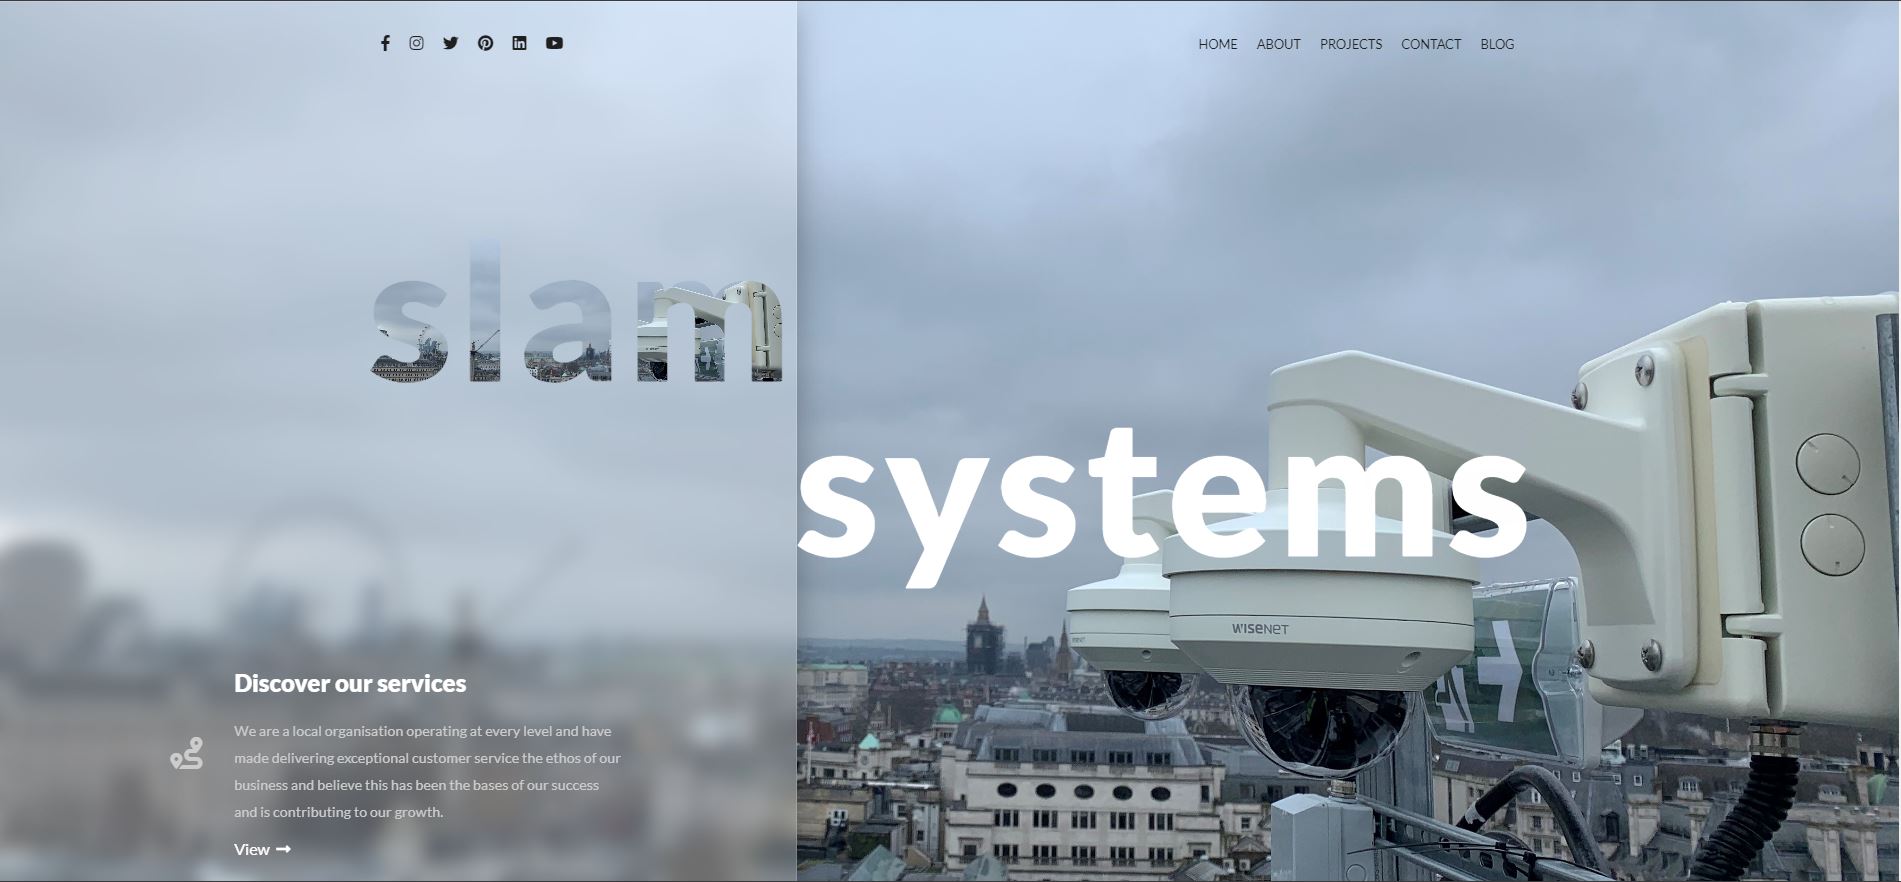 HOME ABOUT PROJECTS CONTACT BLOG
slam
systems
WISENET
Discover our services
We are a local organisation operating at every level and have
made delivering exceptional customer service the ethos of our
business and believe this has been the bases of our success
and is contributing to our growth.
View